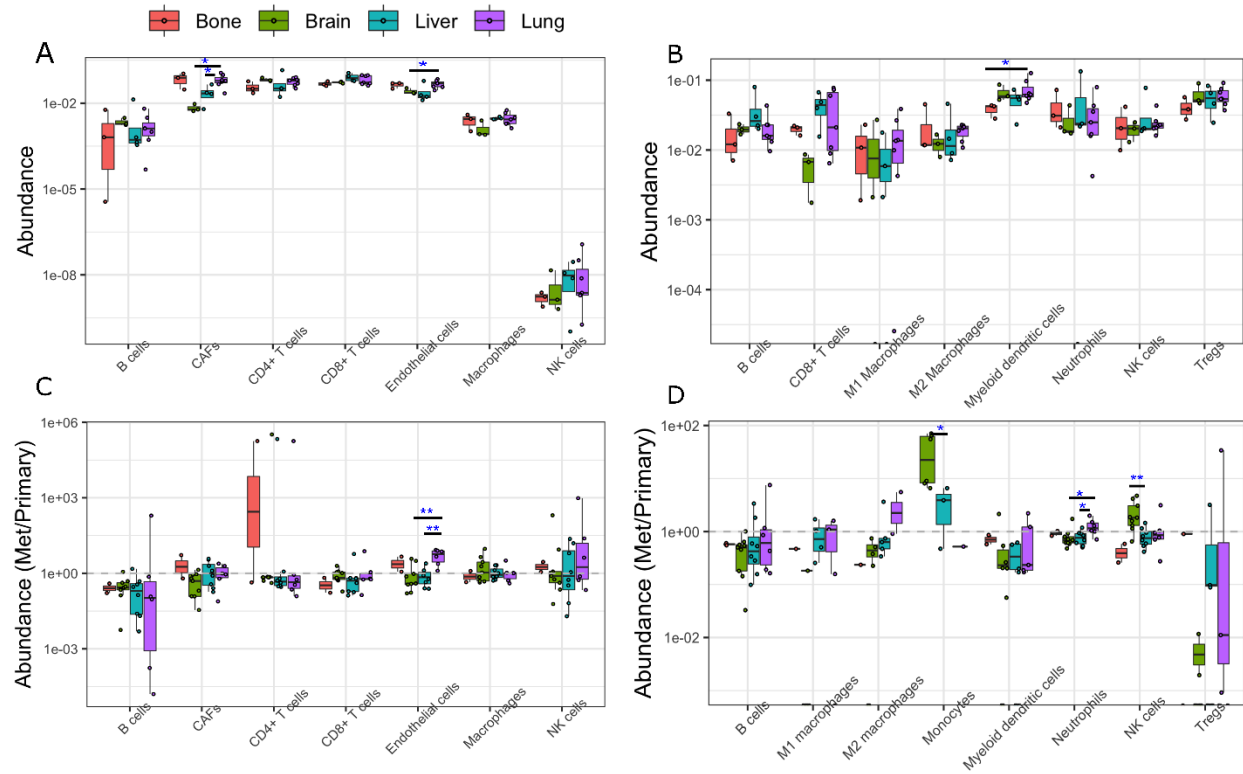 Bone Brain Liver Lung
A
Abundance
1e-02
1e-05
1e-08
*
*
*
B cells
CAFs
CD4+ T cells
CD8+ T cells
Endothelial cells
Macrophages
NK cells
B
Abundance
1e-01
1e-02
1e-03
1e-04
*
B cells
CD8+ T cells
M1 Macrophages
M2 Macrophages
Myeloid dendritic cells
Neutrophils
NK cells
Tregs
C
Abundance (Met/Primary)
1e+06
1e+03
1e+00
1e-03
**
**
B cells
CAFs
CD4+ T cells
CD8+ T cells
Endothelial cells
Macrophages
NK cells
D
Abundance (Met/Primary)
1e+02
1e+00
1e-02
*
*
*
**
B cells
M1 macrophages
M2 macrophages
Monocytes
Myeloid dendritic cells
Neutrophils
NK cells
Tregs